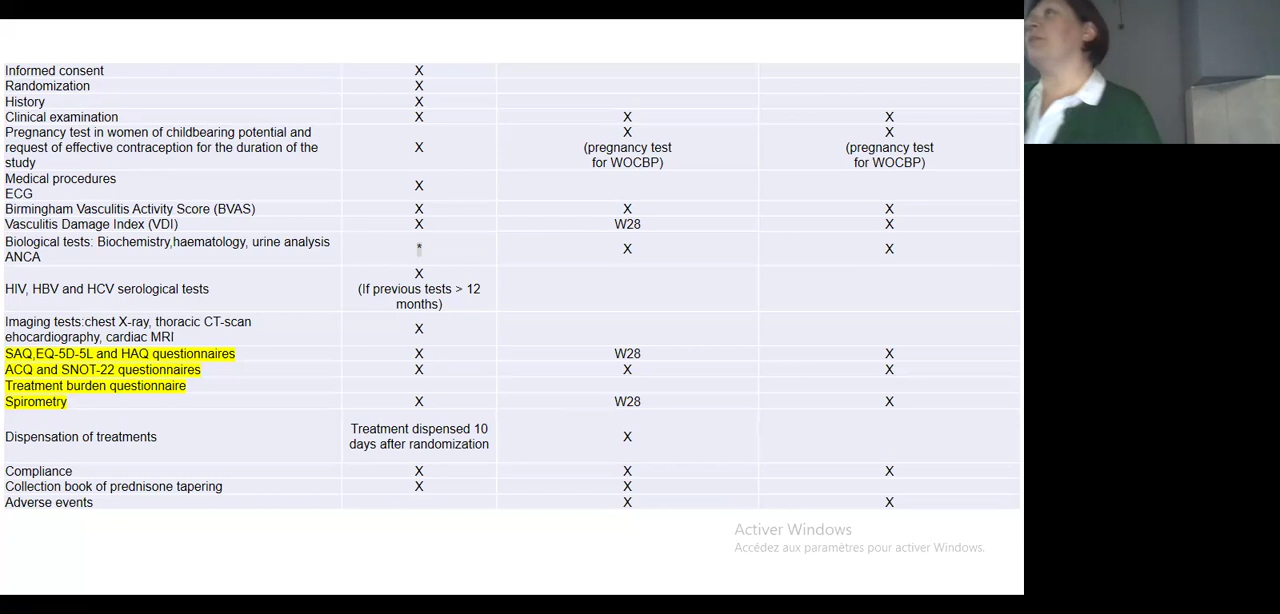 Informed consent X
Randomization X
History X
Clinical examination X X X
Pregnancy test in women of childbearing potential and
request of effective contraception for the duration of the
study
X
X
(pregnancy test
for WOCBP)
X
(pregnancy test
for WOCBP)
Medical procedures
ECG
X
Birmingham Vasculitis Activity Score (BVAS) X X X
Vasculitis Damage Index (VDI) X W28 X
Biological tests: Biochemistry,haematology, urine analysis
ANCA
* X X
HIV, HBV and HCV serological tests
X
(If previous tests > 12
months)
Imaging tests:chest X-ray, thoracic CT-scan
ehocardiography, cardiac MRI
X
SAQ,EQ-5D-5L and HAQ questionnaires X W28 X
ACQ and SNOT-22 questionnaires X X X
Treatment burden questionnaire
Spirometry X W28 X
Dispensation of treatments
Treatment dispensed 10
days after randomization
X
Compliance X X X
Collection book of prednisone tapering X X
Adverse events X X
Activer Windows
Accédez aux paramètres pour activer Windows.